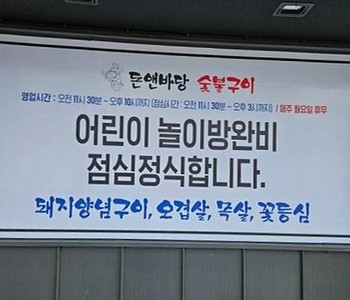 돈앤바당 숯불구이
영업시간 : 오전 11시 30분 ~ 오후 10시까지 (점심시간 : 오전 11시 30분 ~ 오후 3시까지) / 매주 월요일 휴무
어린이 놀이방완비
점심정식합니다.
돼지양념구이, 오겹살, 목살, 꽃등심